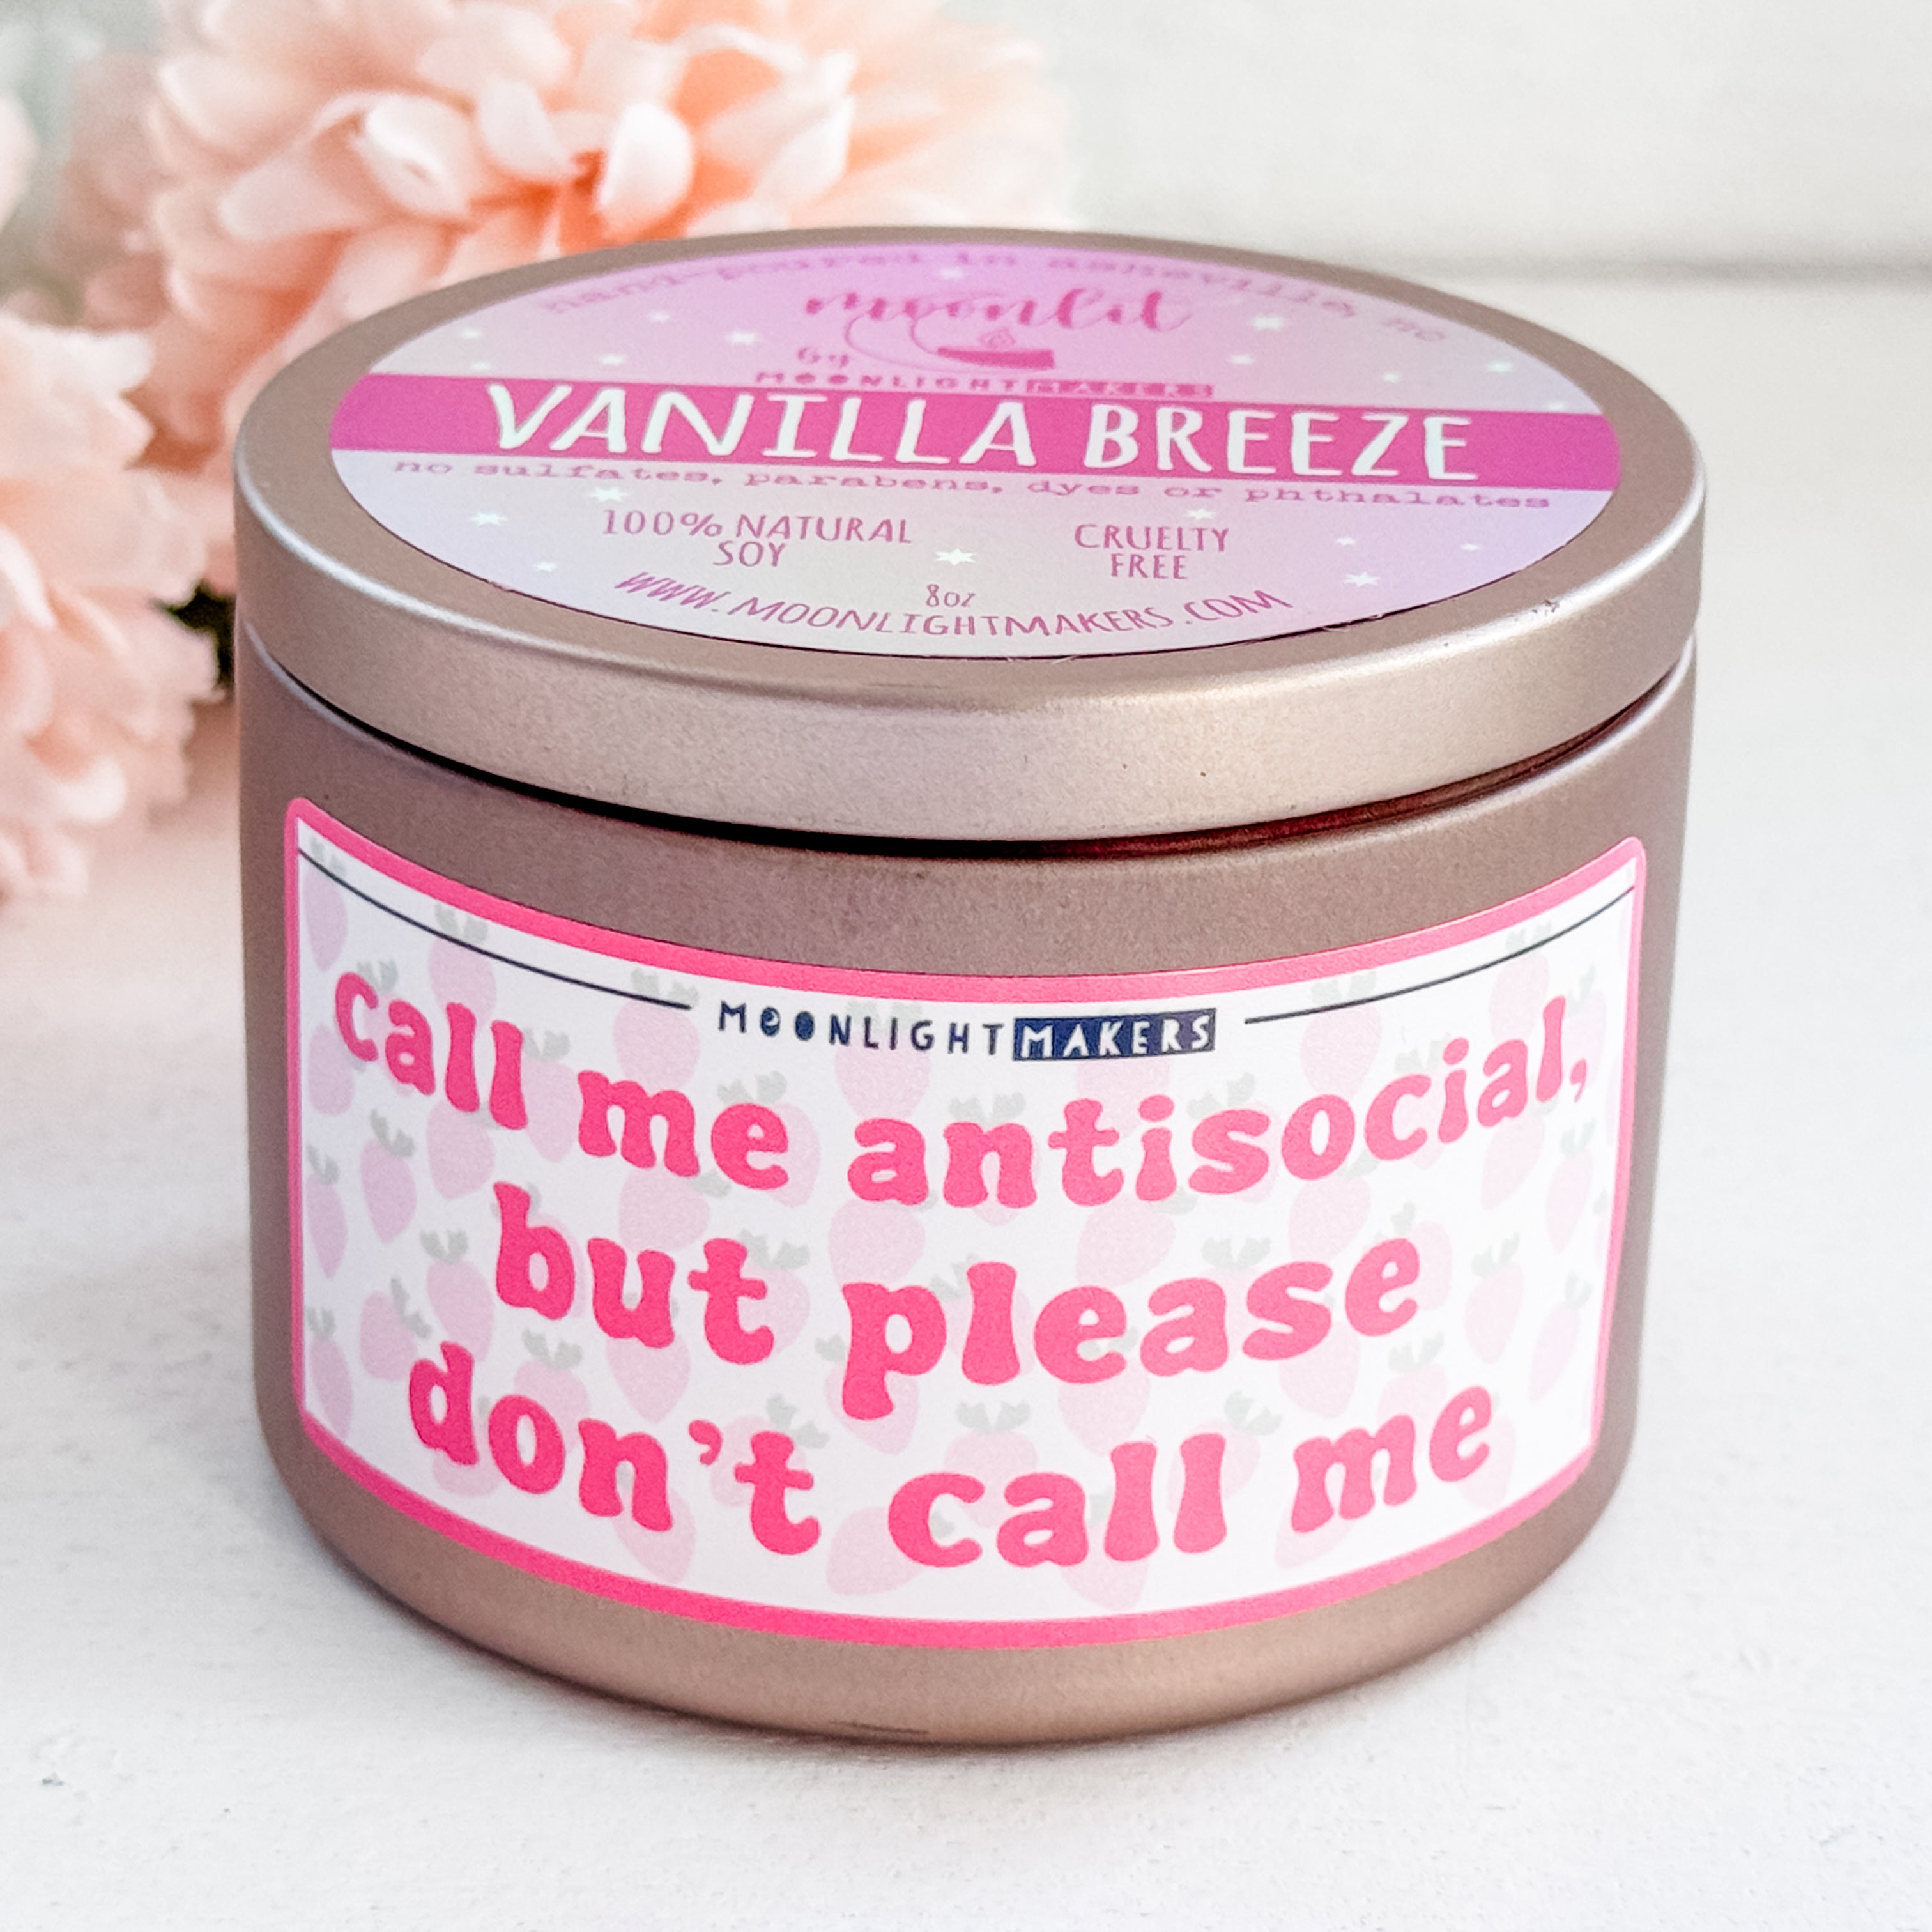 hand-poured in asheville, nc
moonlit
by
MOONLIGHTMAKERS
VANILLA BREEZE
no sulfates, parabens, dyes or phthalates
100% NATURAL
SOY
CRUELTY
FREE
8oz
WWW.MOONLIGHTMAKERS.COM
MOONLIGHTMAKERS
call me antisocial,
but please
don't call me